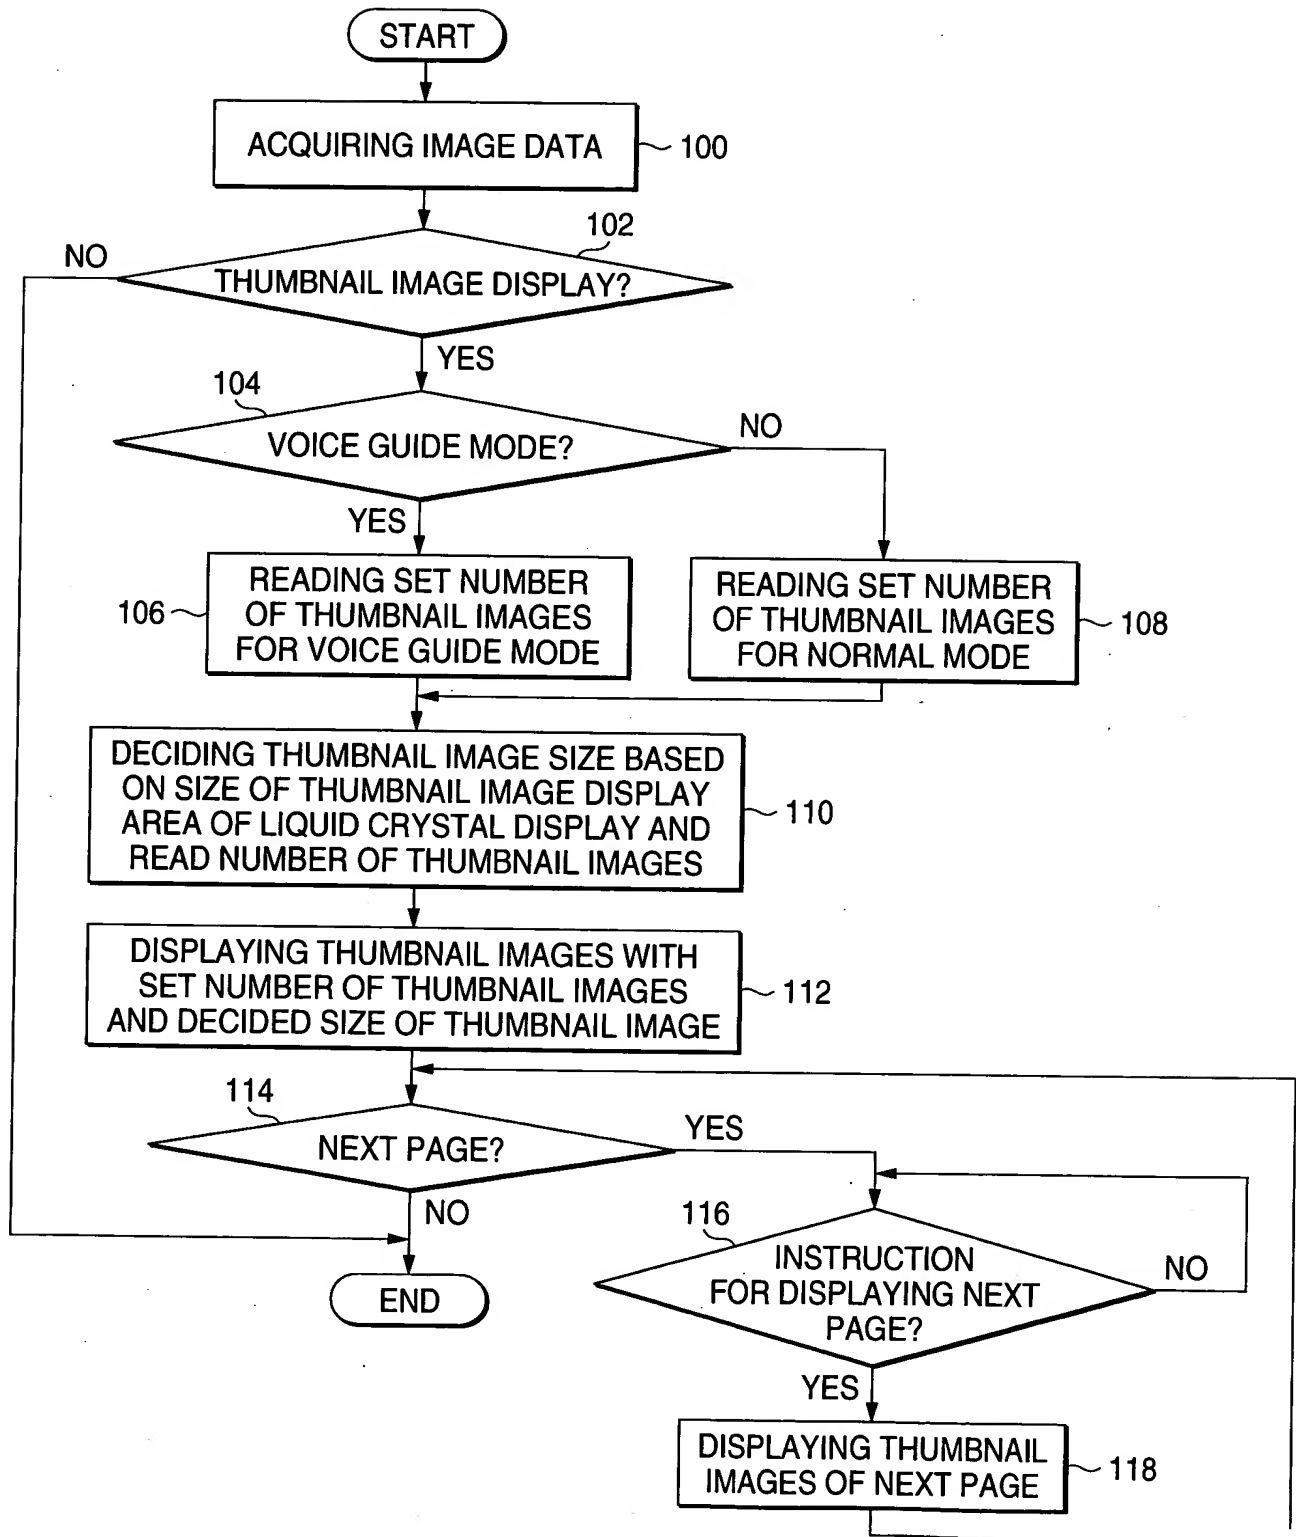 START
ACQUIRING IMAGE DATA
100
102
NO
THUMBNAIL IMAGE DISPLAY?
YES
104
NO
VOICE GUIDE MODE?
YES
READING SET NUMBER
OF THUMBNAIL IMAGES
FOR VOICE GUIDE MODE
106
READING SET NUMBER
OF THUMBNAIL IMAGES
FOR NORMAL MODE
108
DECIDING THUMBNAIL IMAGE SIZE BASED
ON SIZE OF THUMBNAIL IMAGE DISPLAY
AREA OF LIQUID CRYSTAL DISPLAY AND
READ NUMBER OF THUMBNAIL IMAGES
110
DISPLAYING THUMBNAIL IMAGES WITH
SET NUMBER OF THUMBNAIL IMAGES
AND DECIDED SIZE OF THUMBNAIL IMAGE
112
114
NEXT PAGE?
YES
NO
END
116
INSTRUCTION
FOR DISPLAYING NEXT
PAGE?
NO
YES
DISPLAYING THUMBNAIL
IMAGES OF NEXT PAGE
118